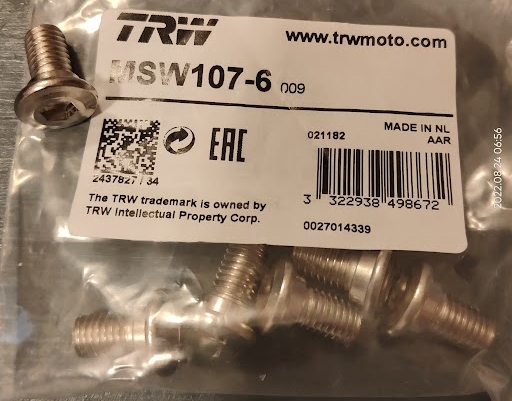 TRW
www.trwmoto.com
MSW107-6 009
021182
MADE IN NL
AAR
EAC
2437827 / 34
3 322938 498672
The TRW trademark is owned by
TRW Intellectual Property Corp.
0027014339
2022.08.24 06:56